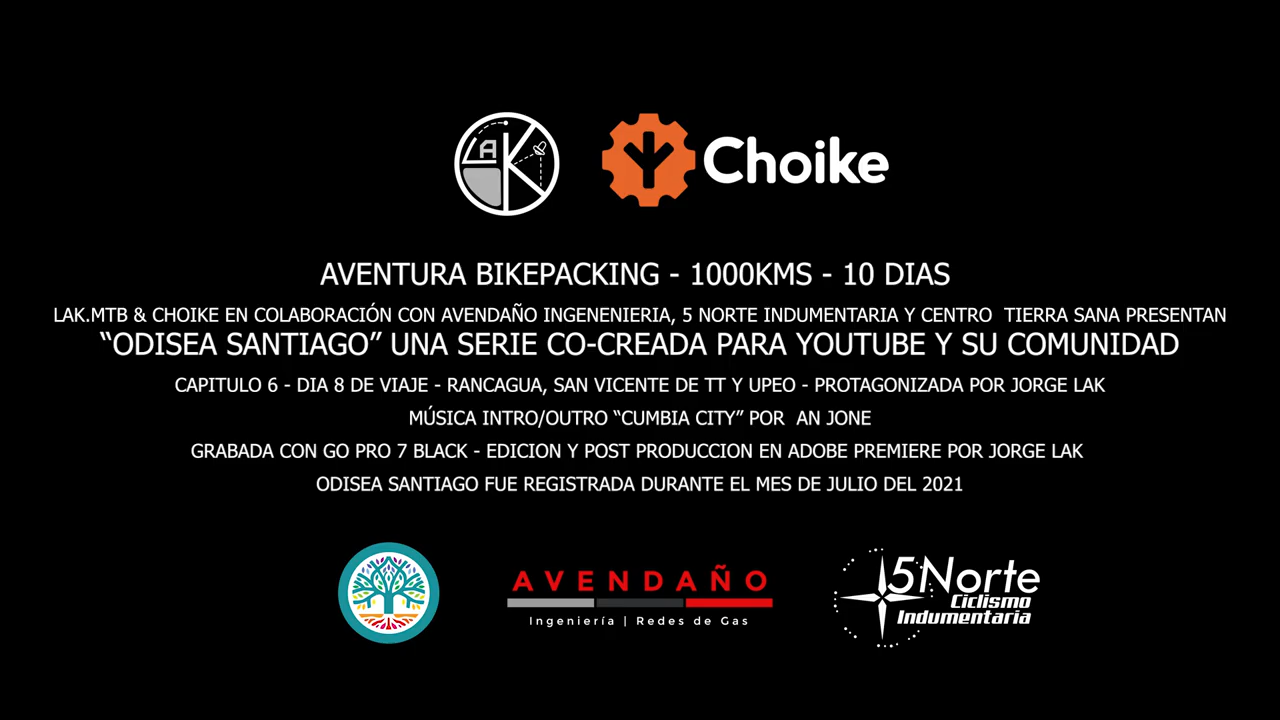 LAK
Choike
AVENTURA BIKEPACKING - 1000KMS - 10 DIAS
LAK.MTB & CHOIKE EN COLABORACIÓN CON AVENDAÑO INGENENIERIA, 5 NORTE INDUMENTARIA Y CENTRO TIERRA SANA PRESENTAN
“ODISEA SANTIAGO” UNA SERIE CO-CREADA PARA YOUTUBE Y SU COMUNIDAD
CAPITULO 6 - DIA 8 DE VIAJE - RANCAGUA, SAN VICENTE DE TT Y UPEO - PROTAGONIZADA POR JORGE LAK
MÚSICA INTRO/OUTRO “CUMBIA CITY” POR AN JONE
GRABADA CON GO PRO 7 BLACK - EDICION Y POST PRODUCCION EN ADOBE PREMIERE POR JORGE LAK
ODISEA SANTIAGO FUE REGISTRADA DURANTE EL MES DE JULIO DEL 2021
AVENDAÑO
Ingeniería | Redes de Gas
5Norte
Ciclismo
Indumentaria